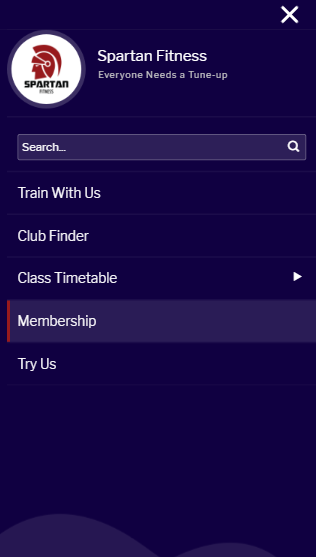 Spartan Fitness
Everyone Needs a Tune-up
SPARTAN
FITNESS
Search...
Train With Us
Club Finder
Class Timetable
Membership
Try Us